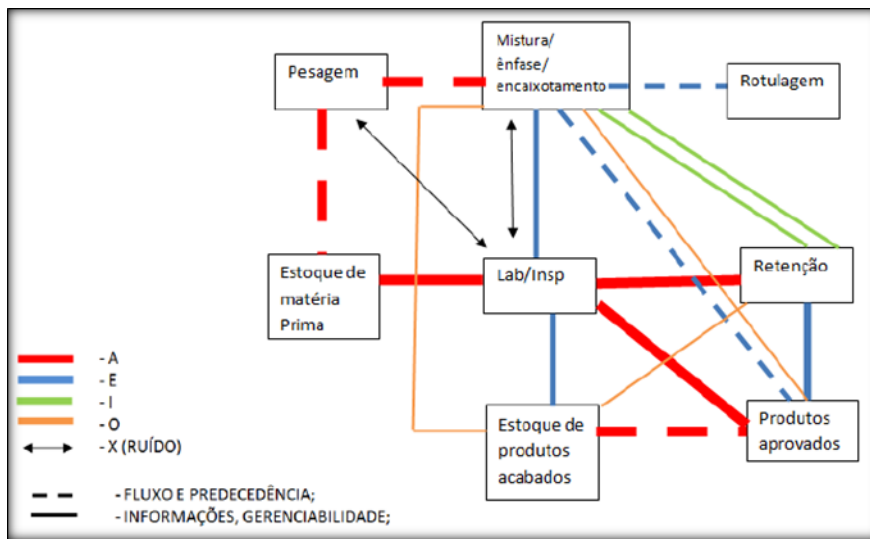 Mistura/
ênfase/
encaixotamento
Pesagem
Rotulagem
Estoque de
matéria
Prima
Lab/Insp
Retenção
- A
- E
- I
- O
- X (RUÍDO)
Estoque de
produtos
acabados
Produtos
aprovados
- FLUXO E PREDECEDÊNCIA;
- INFORMAÇÕES, GERENCIABILIDADE;